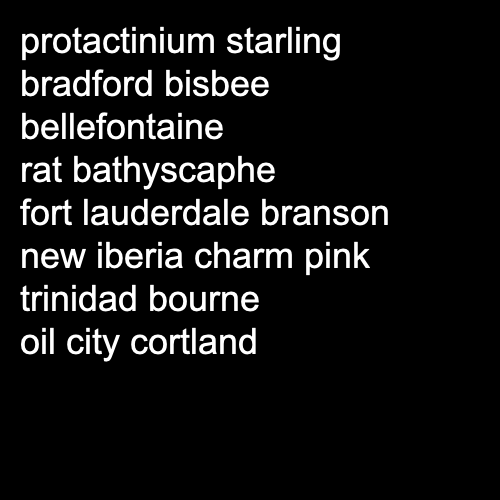 protactinium starling
bradford bisbee
bellefontaine
rat bathyscaphe
fort lauderdale branson
new iberia charm pink
trinidad bourne
oil city cortland